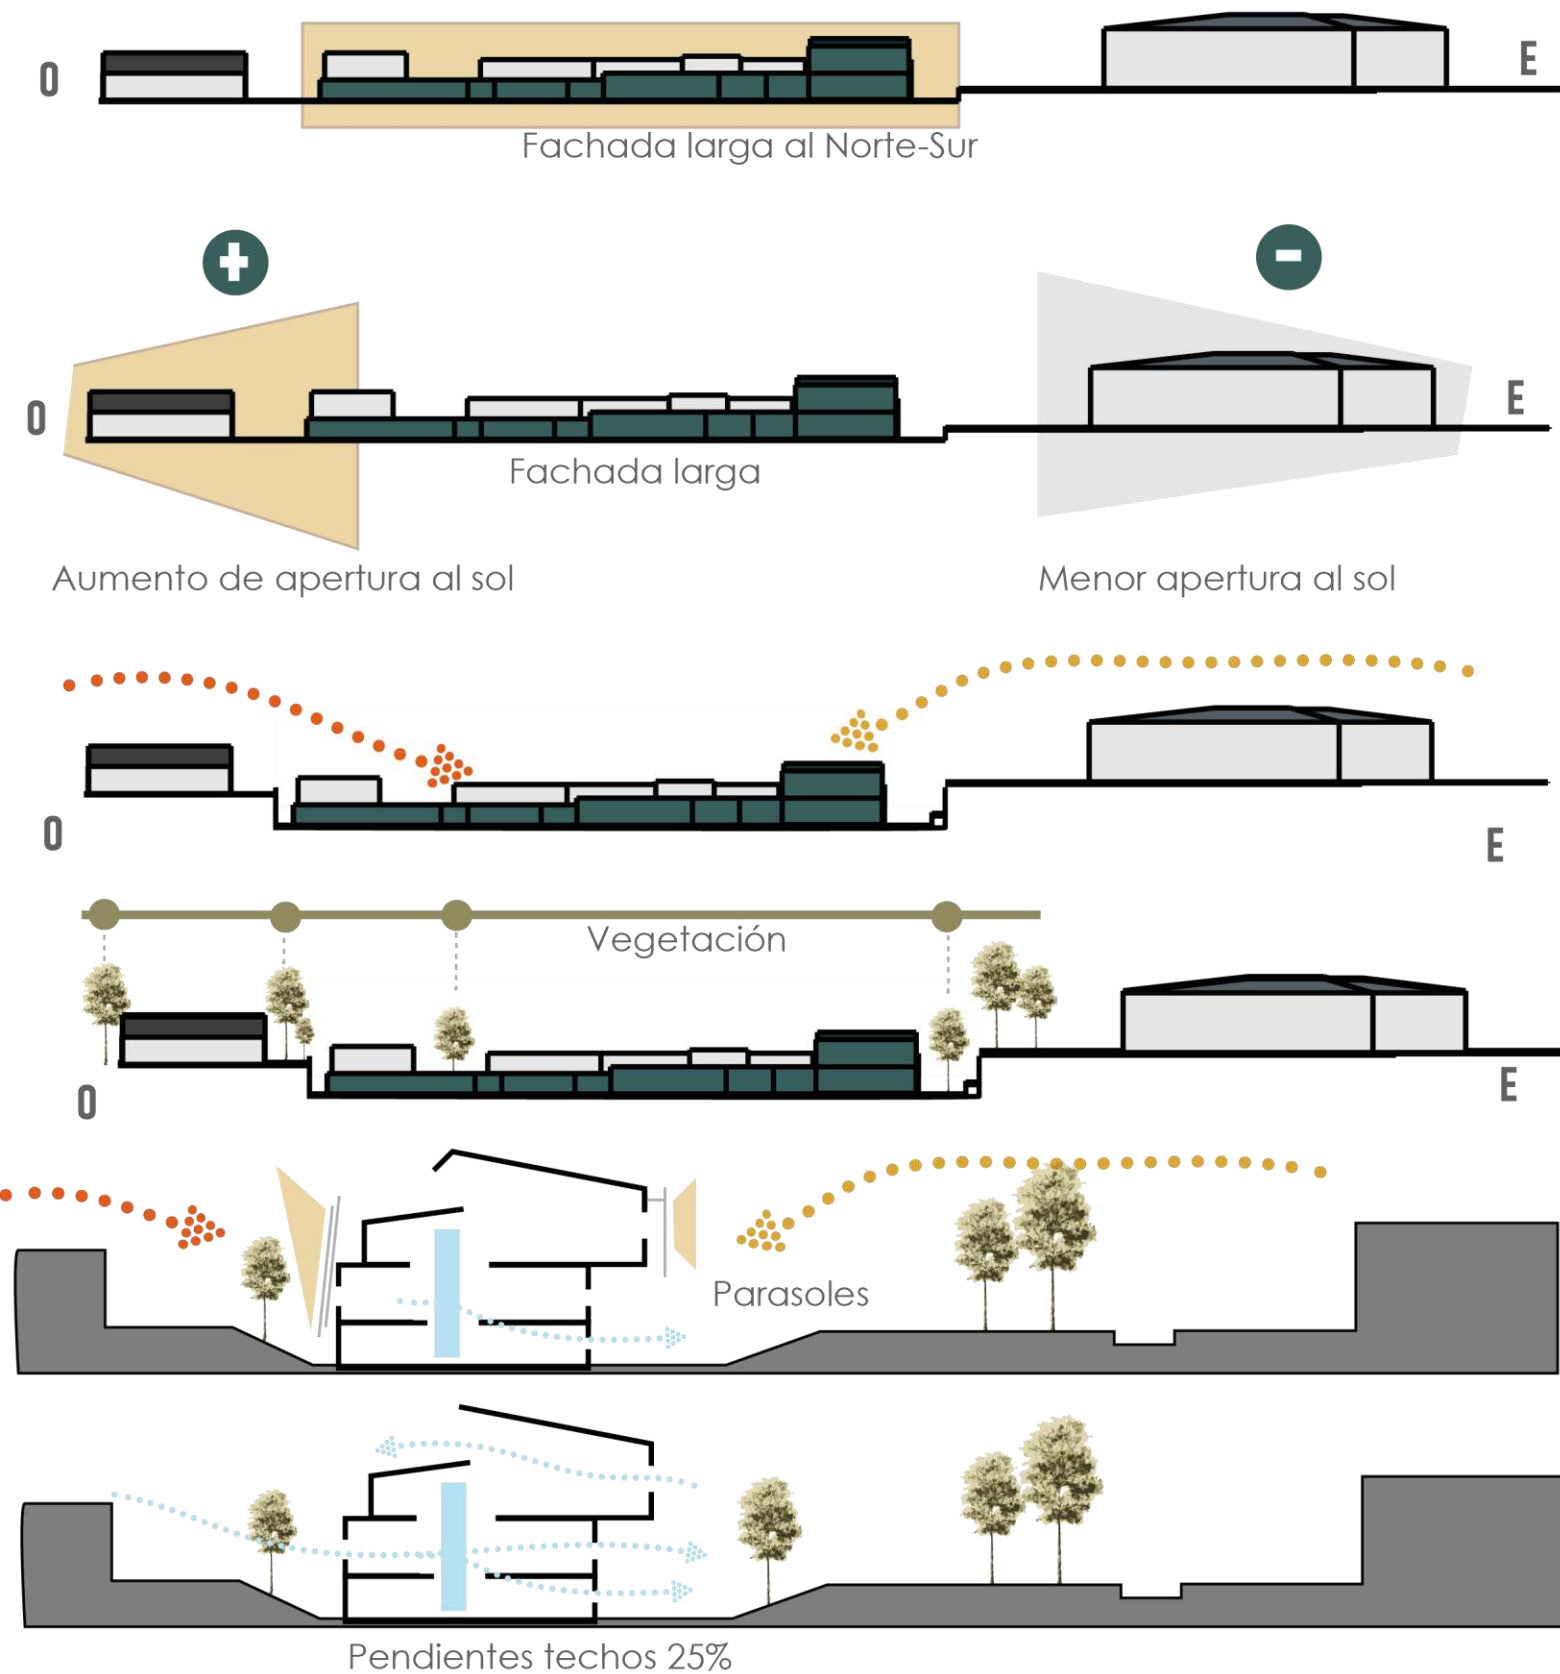 O
E
Fachada larga al Norte-Sur
+
-
O
E
Fachada larga
Aumento de apertura al sol
Menor apertura al sol
O
E
Vegetación
O
E
Parasoles
Pendientes techos 25%